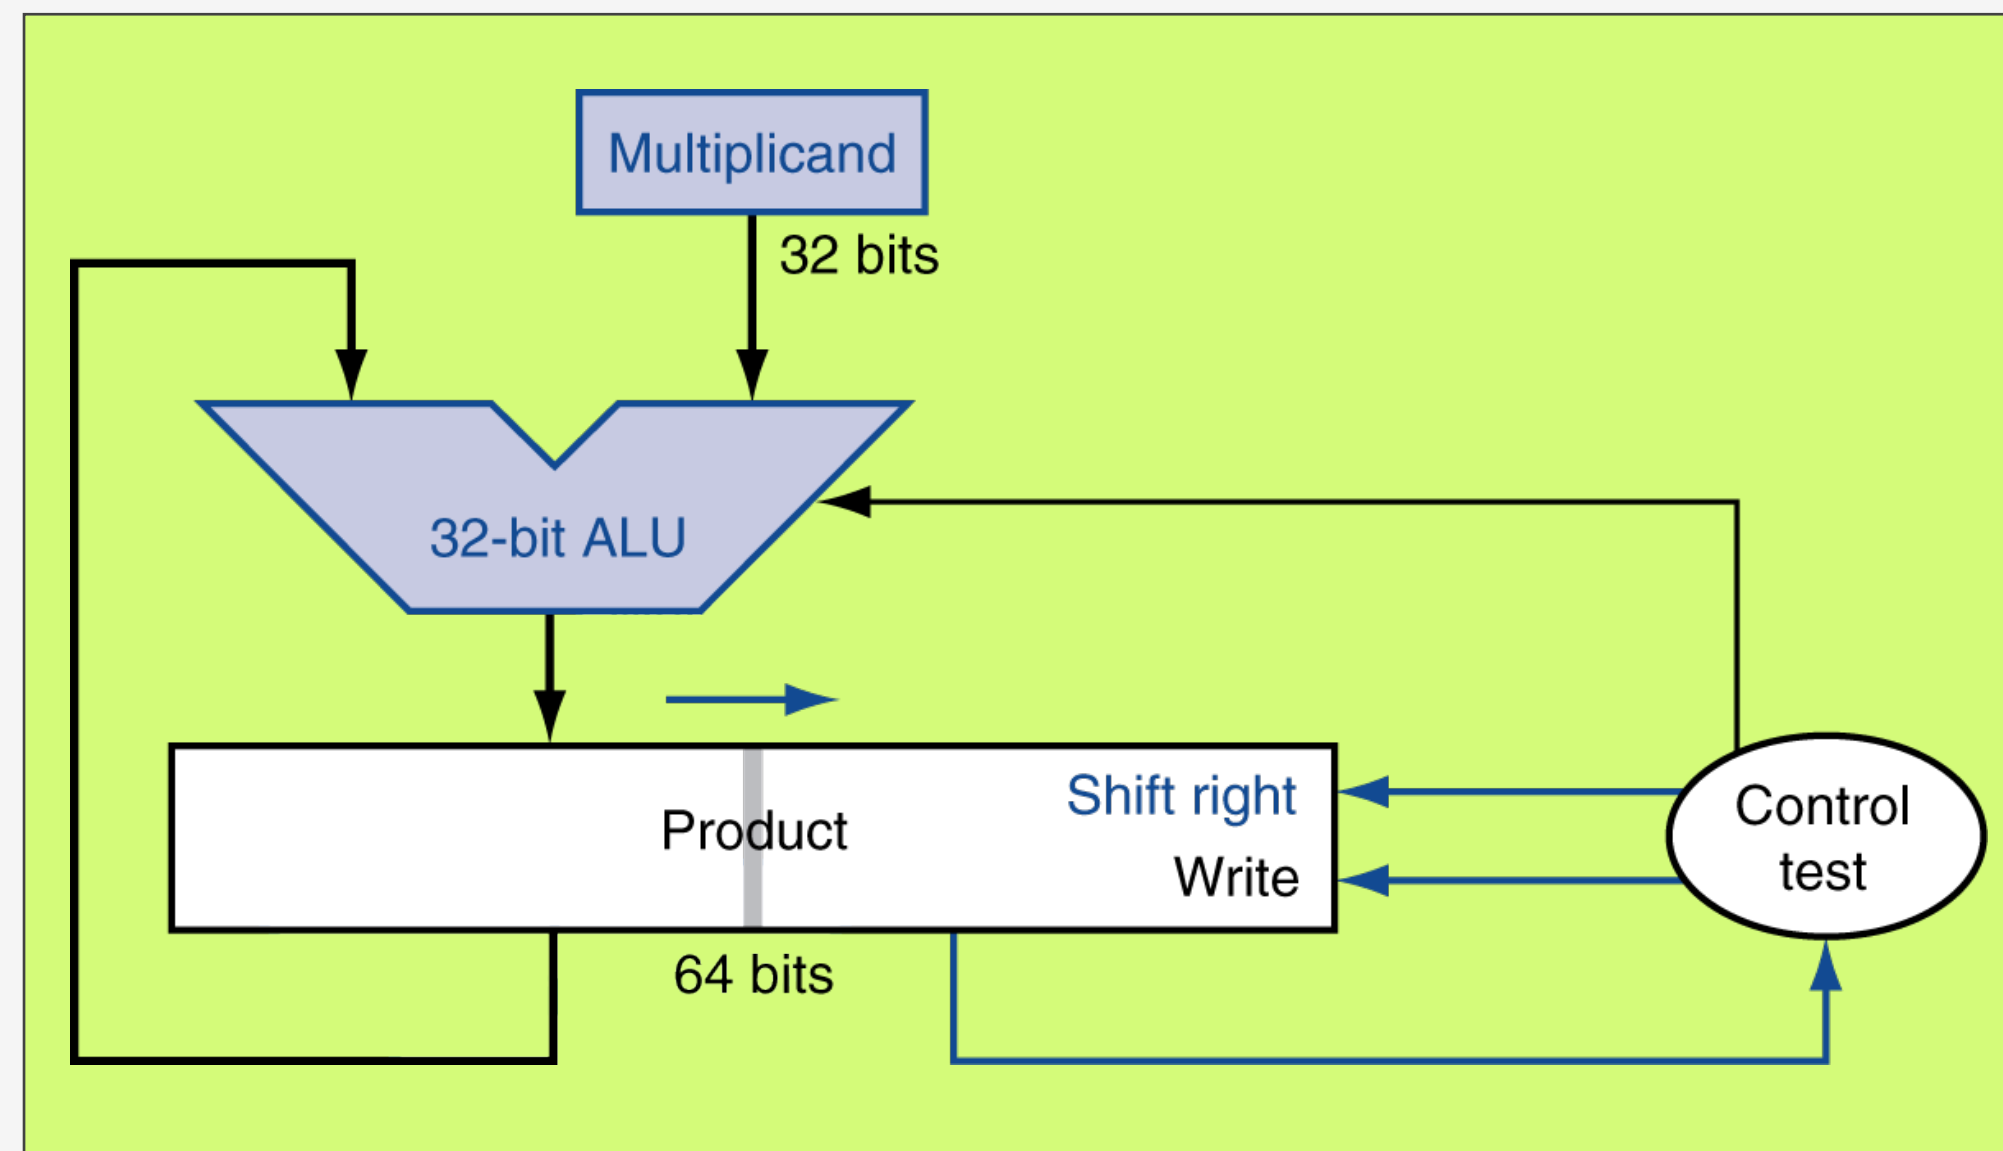 Multiplicand
32 bits
32-bit ALU
Product
Shift right
Write
64 bits
Control
test